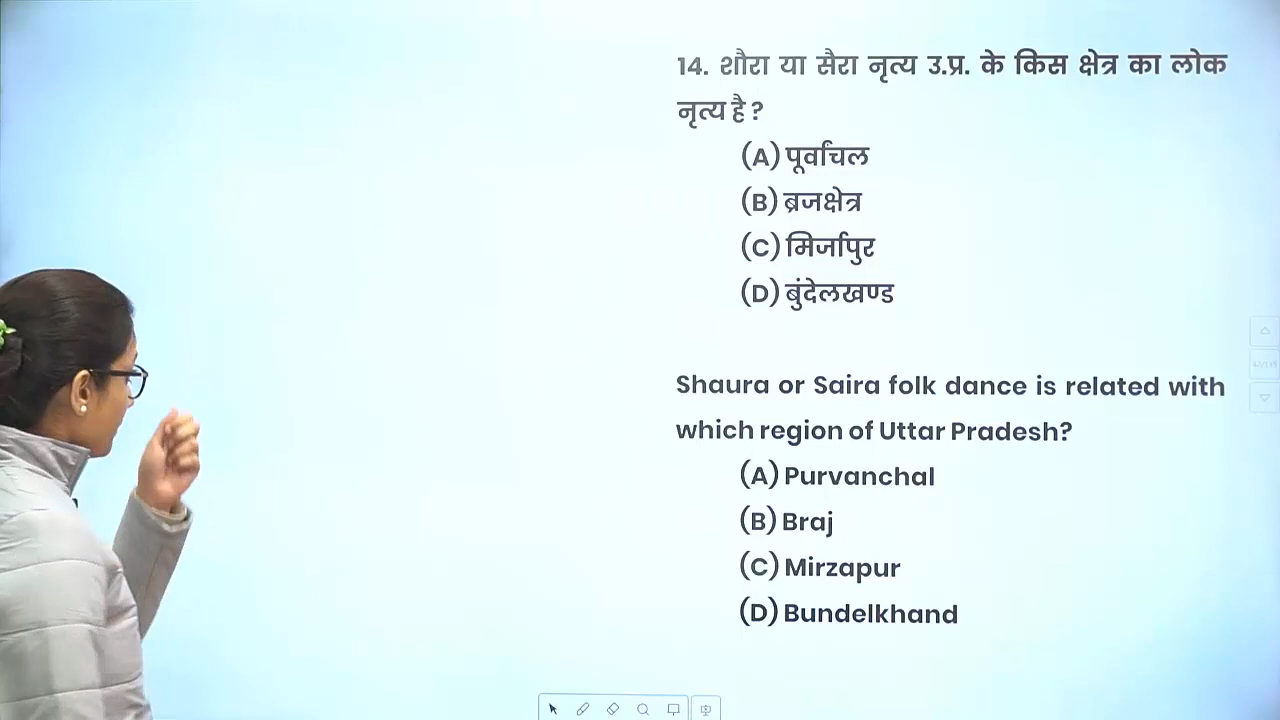 14. शौरा या सैरा नृत्य उ.प्र. के किस क्षेत्र का लोक
नृत्य है ?
(A) पूर्वांचल
(B) ब्रजक्षेत्र
(C) मिर्जापुर
(D) बुंदेलखण्ड
Shaura or Saira folk dance is related with
which region of Uttar Pradesh?
(A) Purvanchal
(B) Braj
(C) Mirzapur
(D) Bundelkhand